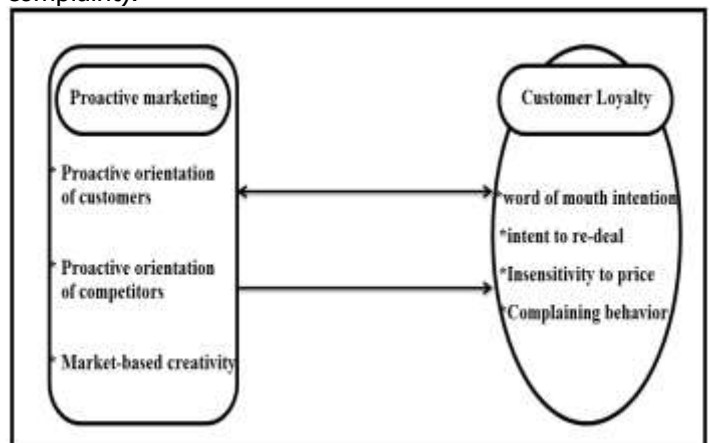 Proactive marketing
* Proactive orientation
of customers
* Proactive orientation
of competitors
* Market-based creativity
Customer Loyalty
*word of mouth intention
*intent to re-deal
*Insensitivity to price
*Complaining behavior